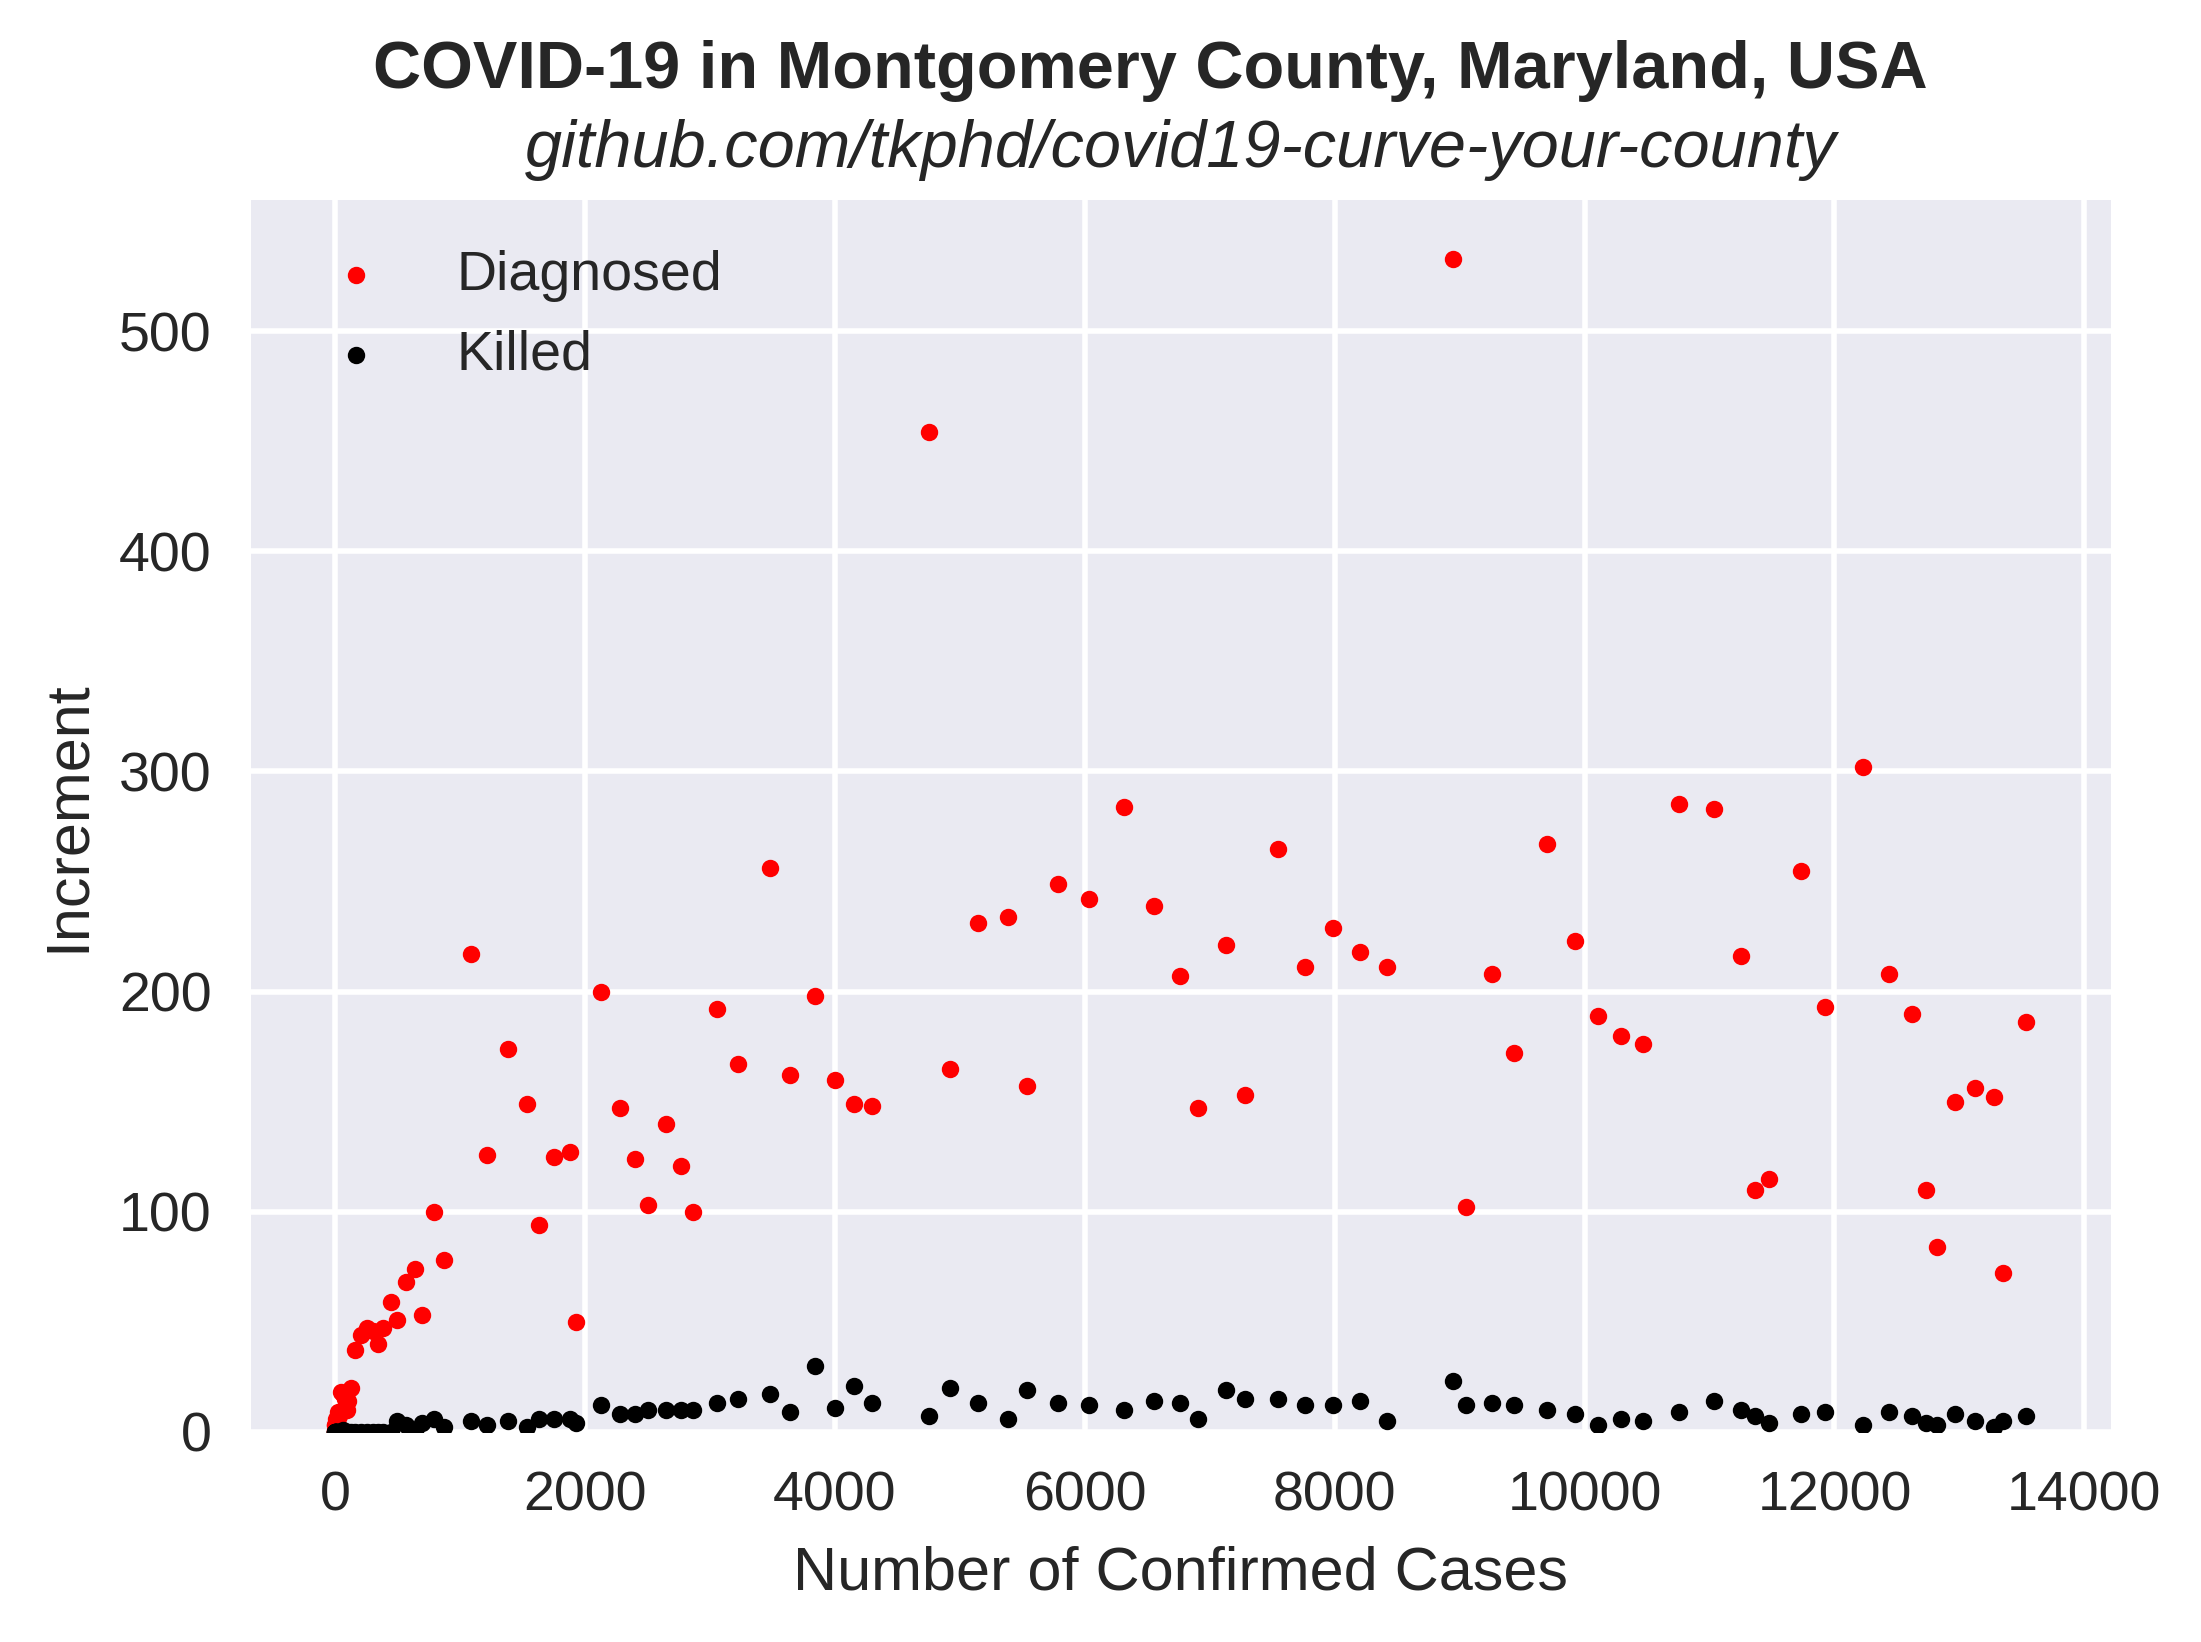 COVID-19 in Montgomery County, Maryland, USA
github.com/tkphd/covid19-curve-your-county
Diagnosed
Killed
500
400
300
200
100
0
Increment
0 2000 4000 6000 8000 10000 12000 14000
Number of Confirmed Cases